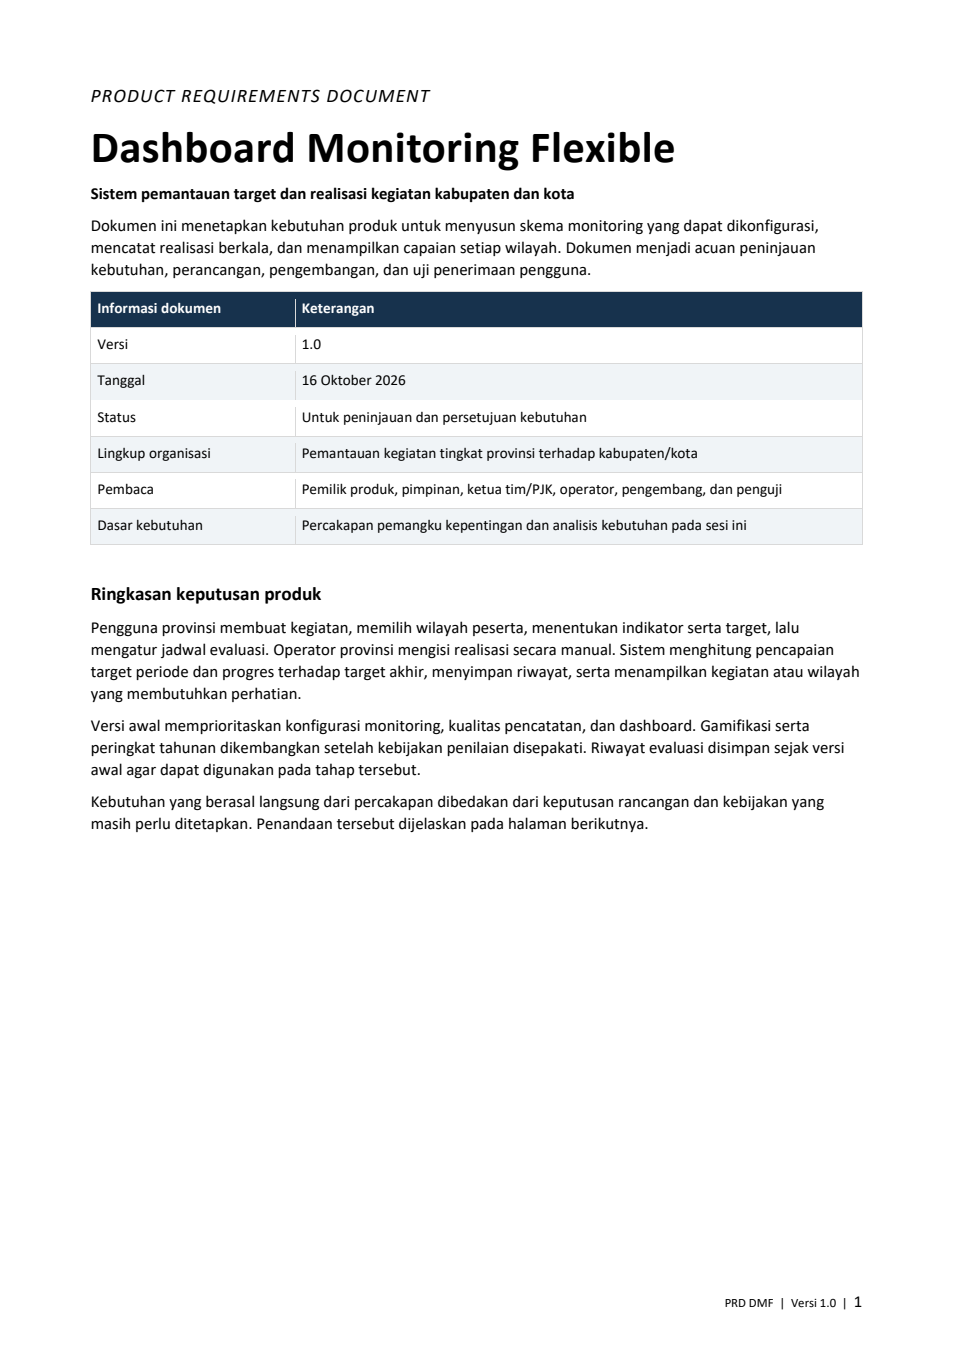 PRODUCT REQUIREMENTS DOCUMENT
Dashboard Monitoring Flexible
Sistem pemantauan target dan realisasi kegiatan kabupaten dan kota
Dokumen ini menetapkan kebutuhan produk untuk menyusun skema monitoring yang dapat dikonfigurasi,
mencatat realisasi berkala, dan menampilkan capaian setiap wilayah. Dokumen menjadi acuan peninjauan
kebutuhan, perancangan, pengembangan, dan uji penerimaan pengguna.
Informasi dokumen Keterangan
Versi 1.0
Tanggal 16 Oktober 2026
Status Untuk peninjauan dan persetujuan kebutuhan
Lingkup organisasi Pemantauan kegiatan tingkat provinsi terhadap kabupaten/kota
Pembaca Pemilik produk, pimpinan, ketua tim/PJK, operator, pengembang, dan penguji
Dasar kebutuhan Percakapan pemangku kepentingan dan analisis kebutuhan pada sesi ini
Ringkasan keputusan produk
Pengguna provinsi membuat kegiatan, memilih wilayah peserta, menentukan indikator serta target, lalu
mengatur jadwal evaluasi. Operator provinsi mengisi realisasi secara manual. Sistem menghitung pencapaian
target periode dan progres terhadap target akhir, menyimpan riwayat, serta menampilkan kegiatan atau wilayah
yang membutuhkan perhatian.
Versi awal memprioritaskan konfigurasi monitoring, kualitas pencatatan, dan dashboard. Gamifikasi serta
peringkat tahunan dikembangkan setelah kebijakan penilaian disepakati. Riwayat evaluasi disimpan sejak versi
awal agar dapat digunakan pada tahap tersebut.
Kebutuhan yang berasal langsung dari percakapan dibedakan dari keputusan rancangan dan kebijakan yang
masih perlu ditetapkan. Penandaan tersebut dijelaskan pada halaman berikutnya.
PRD DMF | Versi 1.0 | 1